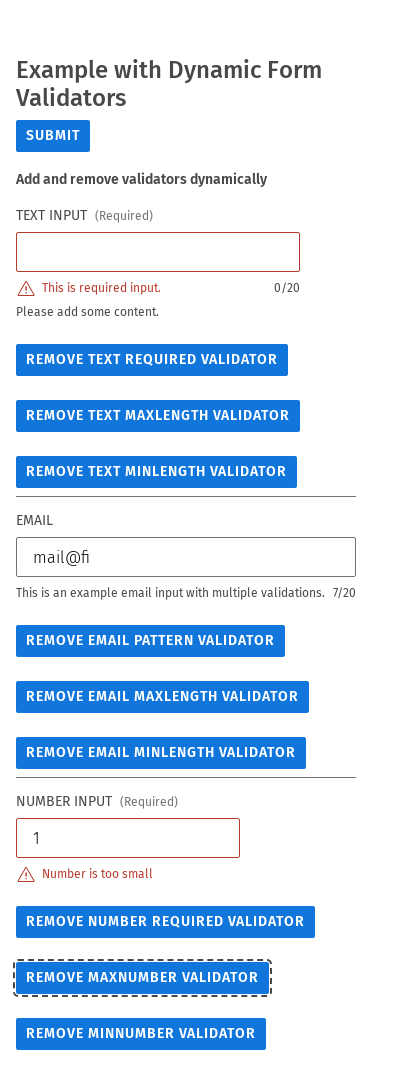 Example with Dynamic Form
Validators
SUBMIT
Add and remove validators dynamically
TEXT INPUT (Required)
This is required input. 0/20
Please add some content.
REMOVE TEXT REQUIRED VALIDATOR
REMOVE TEXT MAXLENGTH VALIDATOR
REMOVE TEXT MINLENGTH VALIDATOR
EMAIL
mail@fi
This is an example email input with multiple validations. 7/20
REMOVE EMAIL PATTERN VALIDATOR
REMOVE EMAIL MAXLENGTH VALIDATOR
REMOVE EMAIL MINLENGTH VALIDATOR
NUMBER INPUT (Required)
1
Number is too small
REMOVE NUMBER REQUIRED VALIDATOR
REMOVE MAXNUMBER VALIDATOR
REMOVE MINNUMBER VALIDATOR